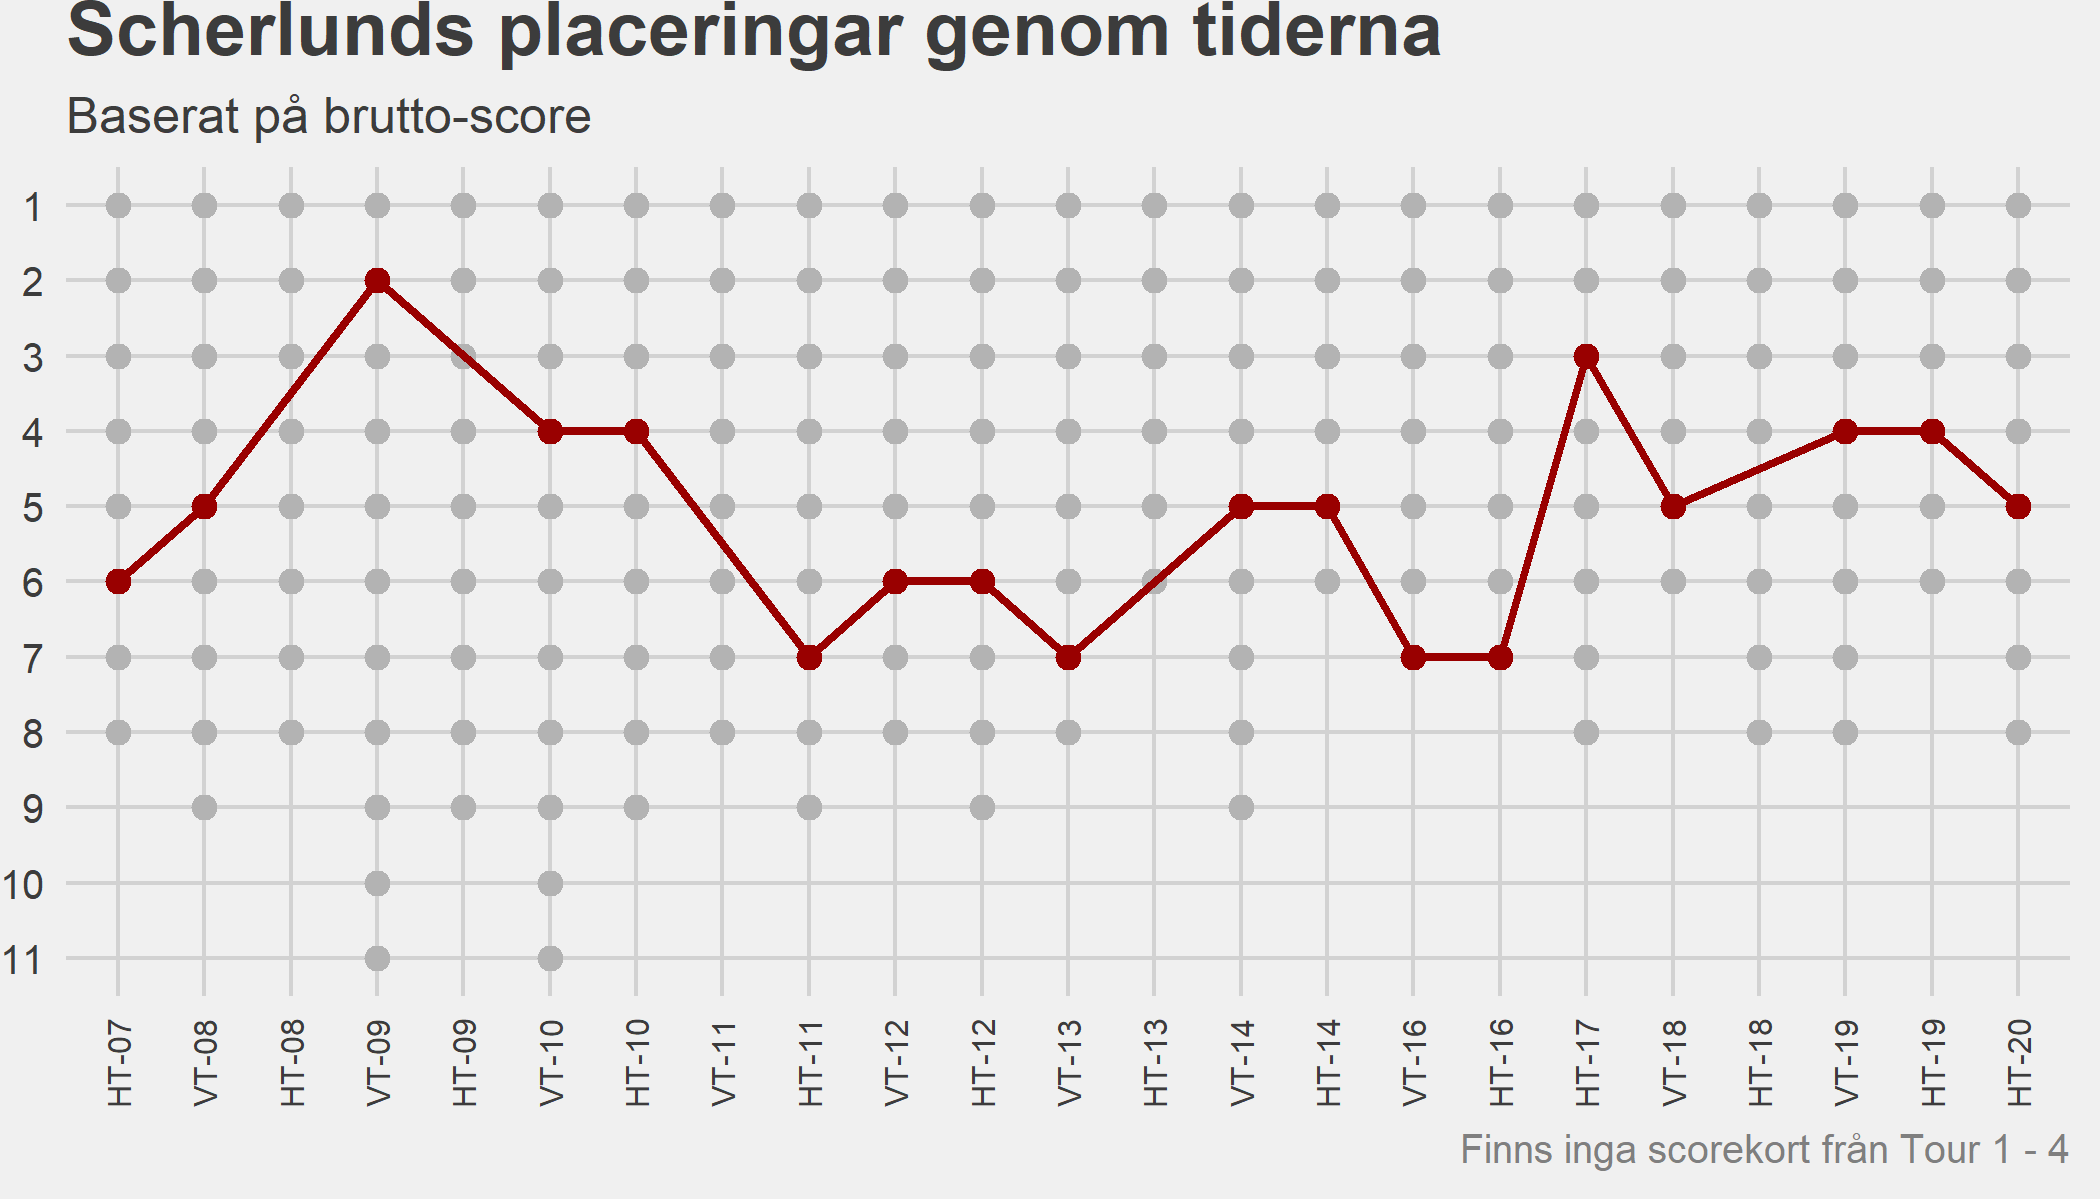 Scherlunds placeringar genom tiderna
Baserat på brutto-score
1
2
3
4
5
6
7
8
9
10
11
HT-07
VT-08
HT-08
VT-09
HT-09
VT-10
HT-10
VT-11
HT-11
VT-12
HT-12
VT-13
HT-13
VT-14
HT-14
VT-16
HT-16
HT-17
VT-18
HT-18
VT-19
HT-19
HT-20
Finns inga scorekort från Tour 1 - 4